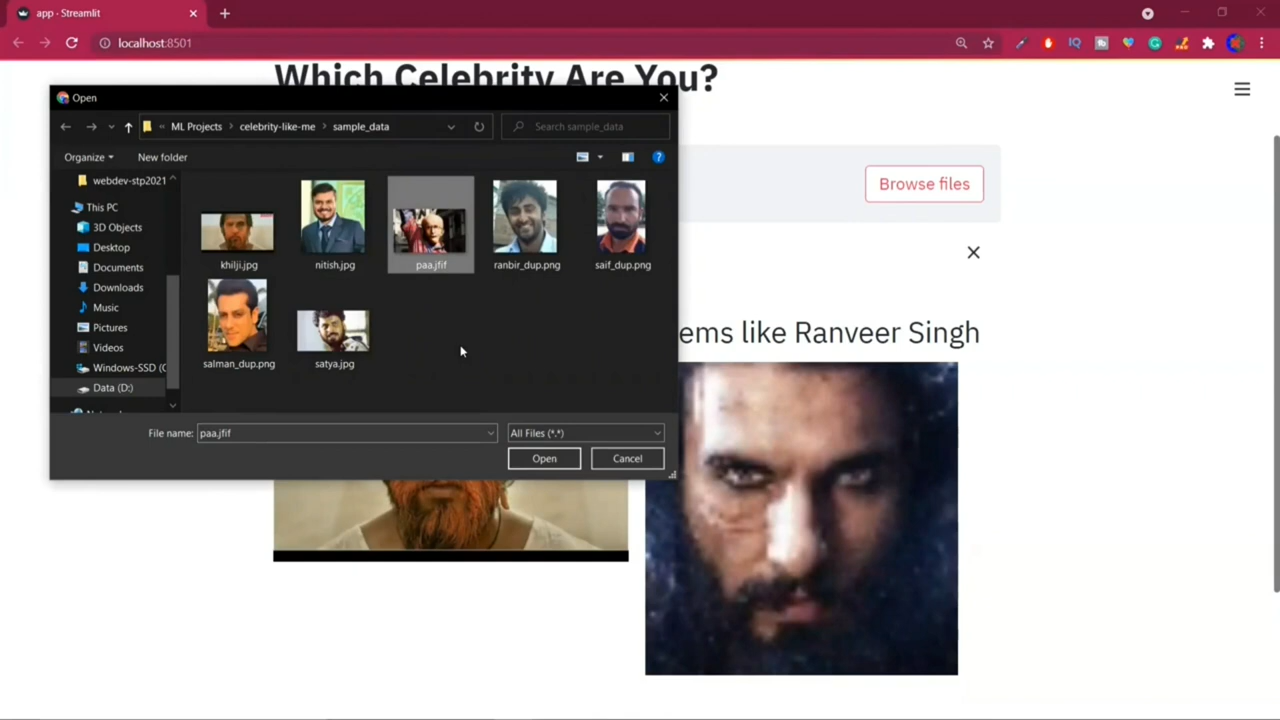 app - Streamlit
localhost:8501
Which Celebrity Are You?
Open
ML Projects > celebrity-like-me > sample_data
Search sample_data
Organize
New folder
webdev-stp2021
This PC
3D Objects
Desktop
Documents
Downloads
Music
Pictures
Videos
Windows-SSD (C
Data (D:)
khilji.jpg
nitish.jpg
paa.jfif
ranbir_dup.png
saif_dup.png
salman_dup.png
satya.jpg
File name:
paa.jfif
All Files (*.*)
Open
Cancel
Browse files
ems like Ranveer Singh